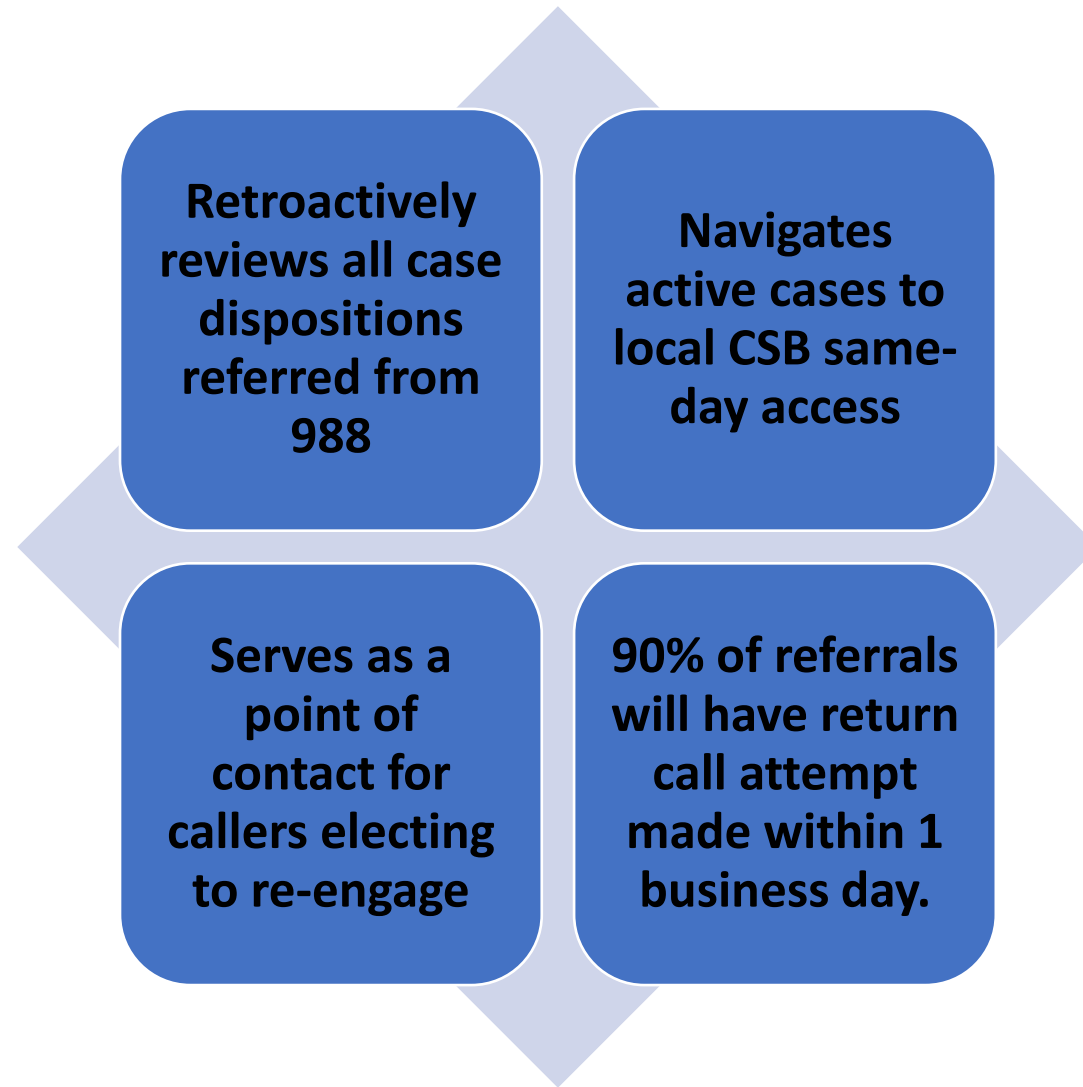 Retroactively
reviews all case
dispositions
referred from
988
Navigates
active cases to
local CSB same-
day access
Serves as a
point of
contact for
callers electing
to re-engage
90% of referrals
will have return
call attempt
made within 1
business day.